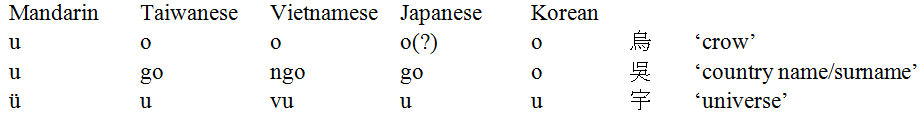 Mandarin Taiwanese Vietnamese Japanese Korean
u o o o(?) o 烏 ‘crow’
u go ngo go o 吳 ‘country name/surname’
ü u vu u u 宇 ‘universe’